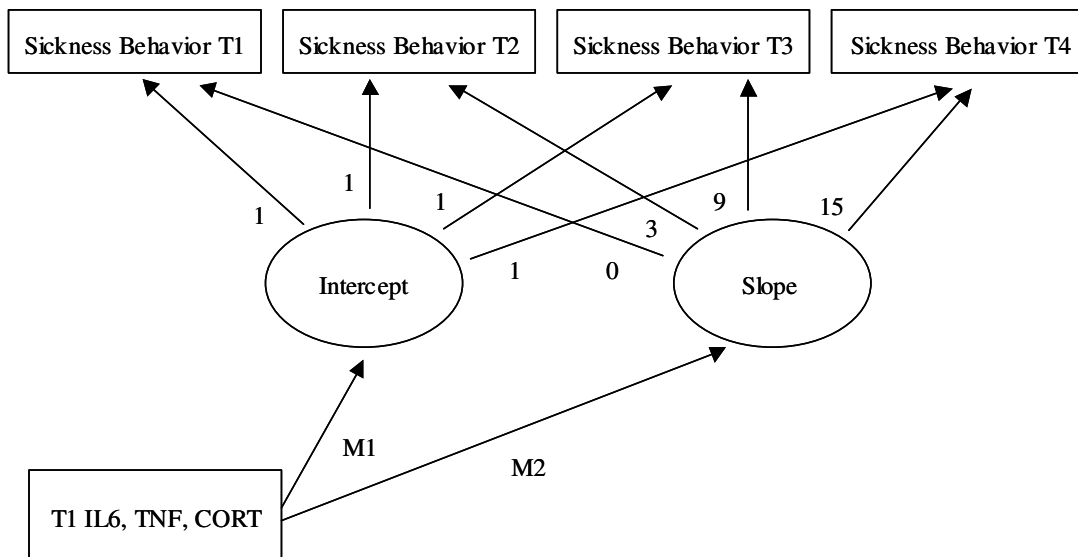 Sickness Behavior T1
Sickness Behavior T2
Sickness Behavior T3
Sickness Behavior T4
1
1
1
1
0
3
9
15
Intercept
Slope
M1
M2
T1 IL6, TNF, CORT